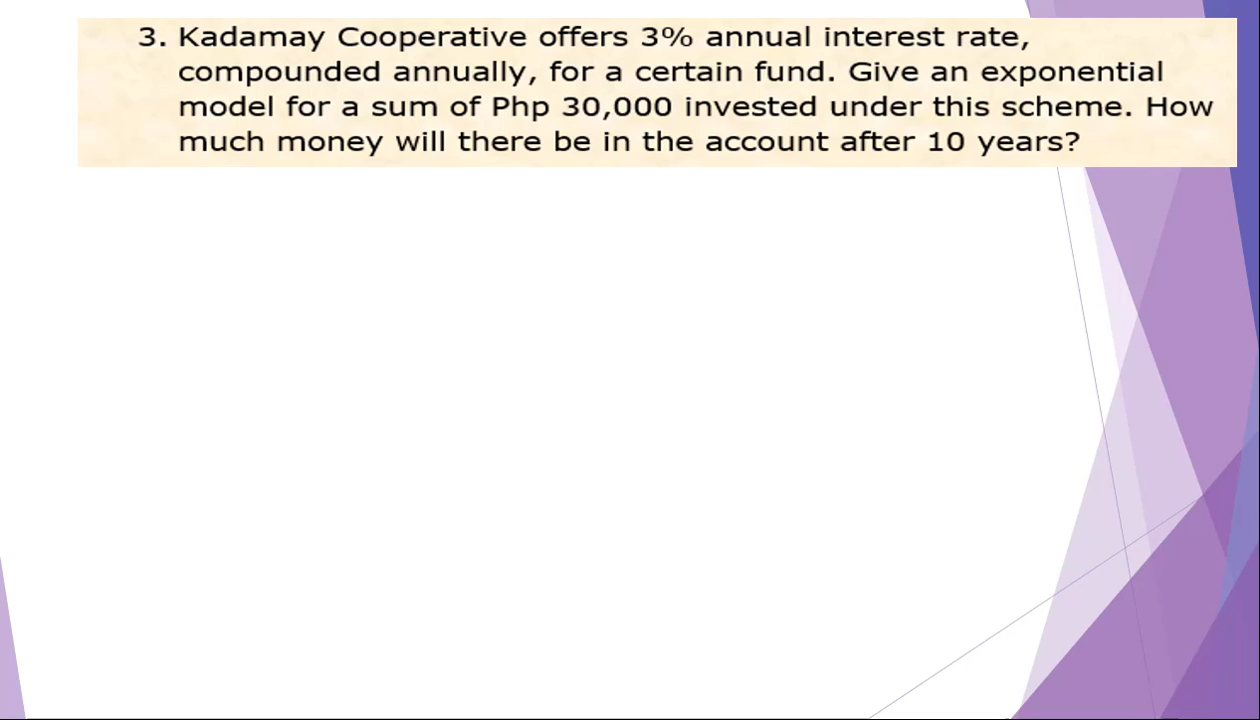 3. Kadamay Cooperative offers 3% annual interest rate,
compounded annually, for a certain fund. Give an exponential
model for a sum of Php 30,000 invested under this scheme. How
much money will there be in the account after 10 years?